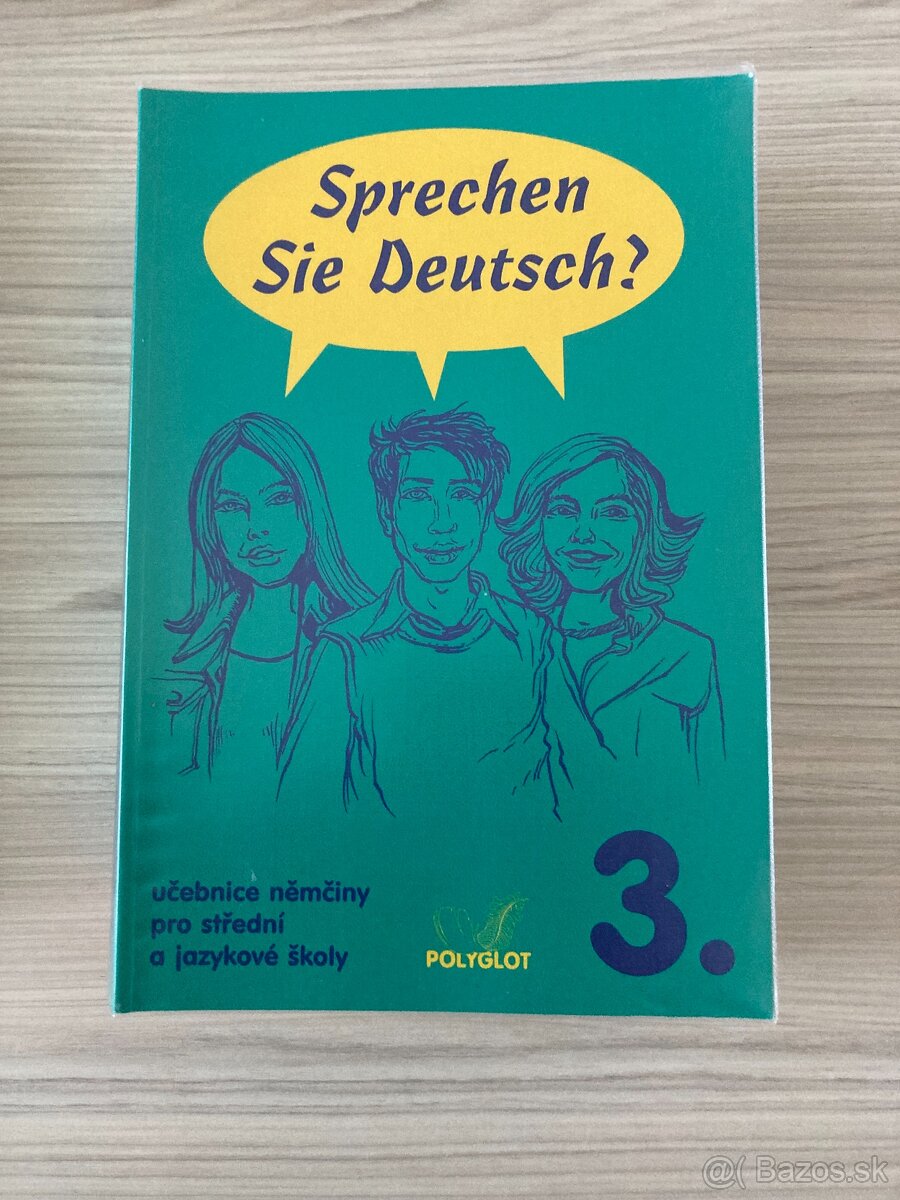 Sprechen
Sie Deutsch?
učebnice němčiny
pro střední
a jazykové školy
POLYGLOT
3.
@( Bazos.sk